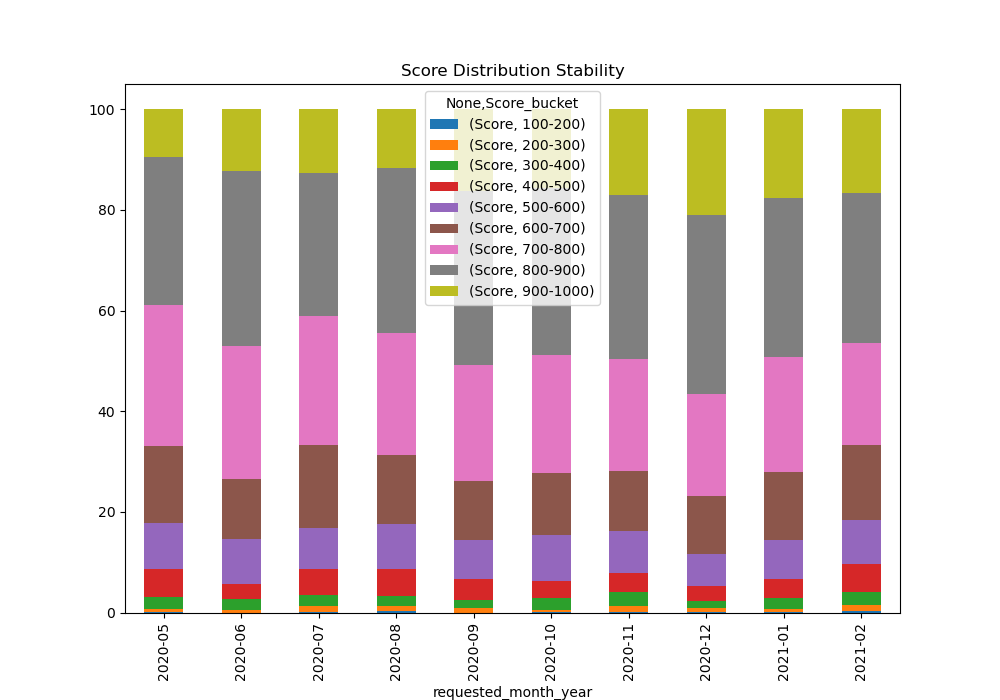 Score Distribution Stability
None,Score_bucket
(Score, 100-200)
(Score, 200-300)
(Score, 300-400)
(Score, 400-500)
(Score, 500-600)
(Score, 600-700)
(Score, 700-800)
(Score, 800-900)
(Score, 900-1000)
100
80
60
40
20
0
2020-05
2020-06
2020-07
2020-08
2020-09
2020-10
2020-11
2020-12
2021-01
2021-02
requested_month_year